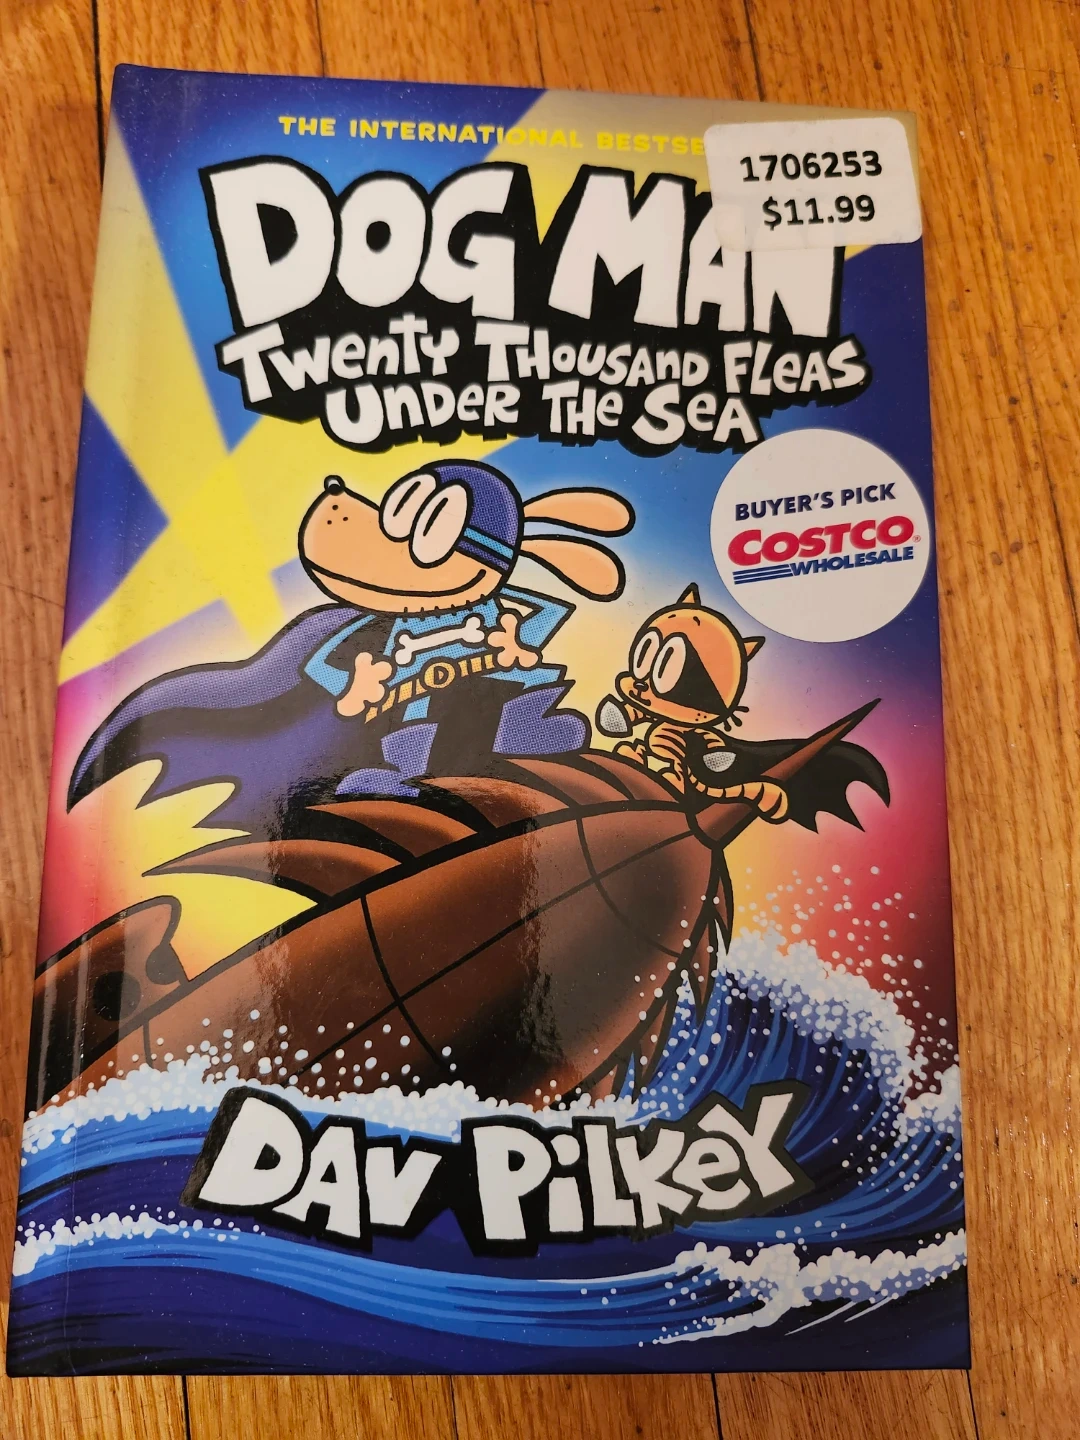 THE INTERNATIONAL
1706253
$11.99
DOG MAN
Twenty Thousand Fleas
Under The Sea
BUYER'S PICK
COSTCO®
WHOLESALE
D
DAV PILKEY